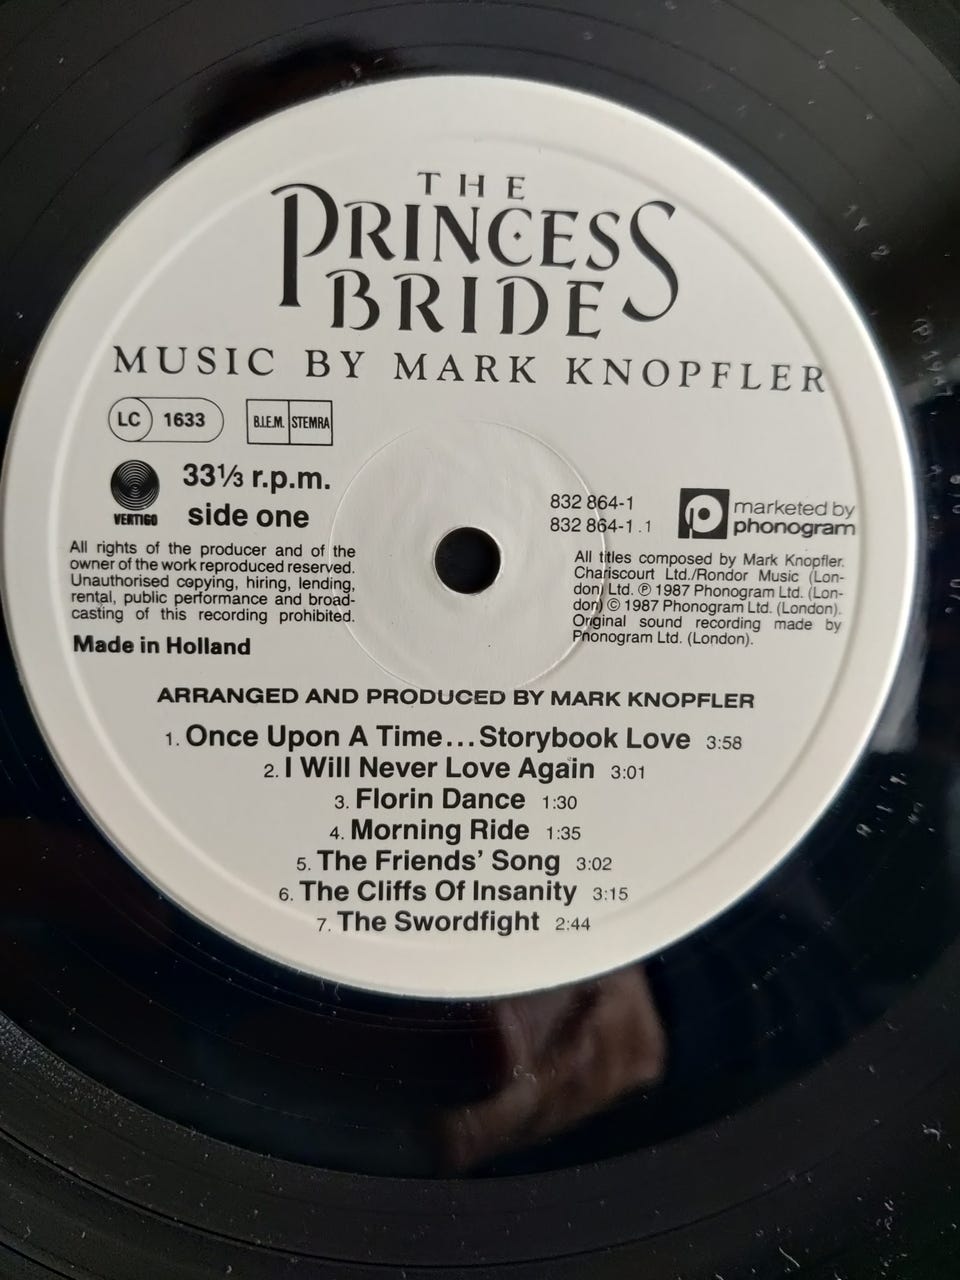 THE
PRINCESS
BRIDE
MUSIC BY MARK KNOPFLER
LC 1633
B.I.E.M. STEMRA
VERTIGO
33⅓ r.p.m.
side one
832 864-1
832 864-1.1
marketed by
phonogram
All rights of the producer and of the
owner of the work reproduced reserved.
Unauthorised copying, hiring, lending,
rental, public performance and broad-
casting of this recording prohibited.
Made in Holland
All titles composed by Mark Knopfler.
Chariscourt Ltd./Rondor Music (Lon-
don) Ltd. ℗ 1987 Phonogram Ltd. (Lon-
don) © 1987 Phonogram Ltd. (London).
Original sound recording made by
Phonogram Ltd. (London).
ARRANGED AND PRODUCED BY MARK KNOPFLER
1. Once Upon A Time...Storybook Love 3:58
2. I Will Never Love Again 3:01
3. Florin Dance 1:30
4. Morning Ride 1:35
5. The Friends' Song 3:02
6. The Cliffs Of Insanity 3:15
7. The Swordfight 2:44